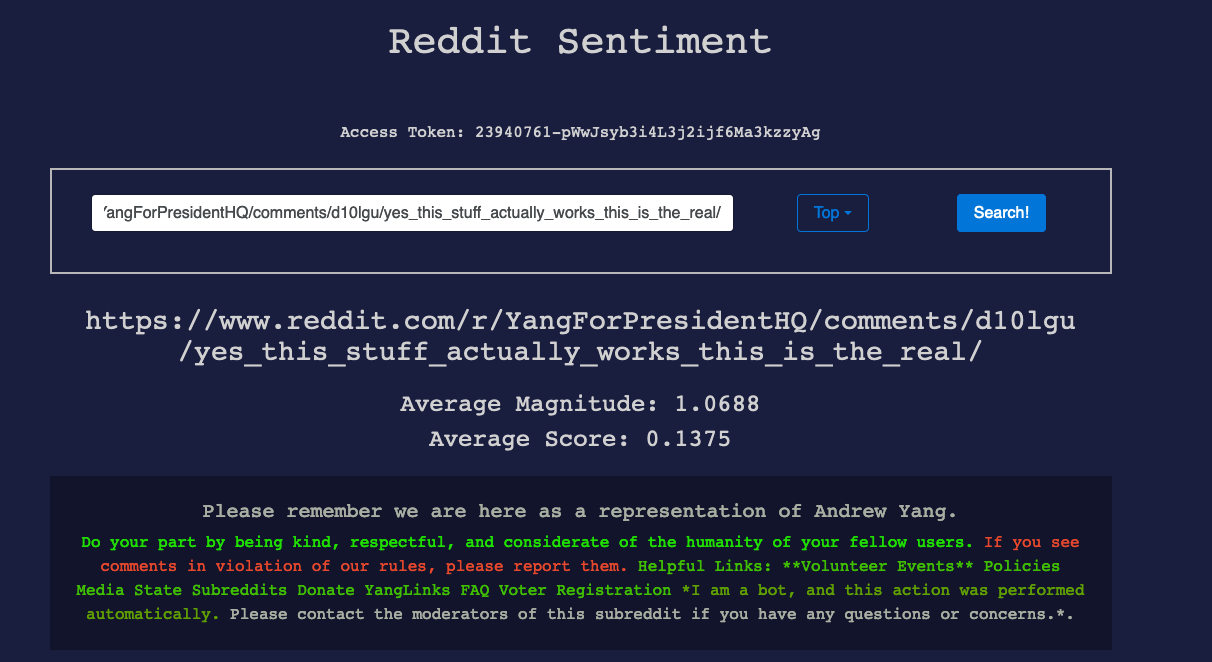 Reddit Sentiment
Access Token: 23940761-pWwJsyb3i4L3j2ijf6Ma3kzzyAg
YangForPresidentHQ/comments/d10lgu/yes_this_stuff_actually_works_this_is_the_real/
Top
Search!
https://www.reddit.com/r/YangForPresidentHQ/comments/d10lgu
/yes_this_stuff_actually_works_this_is_the_real/
Average Magnitude: 1.0688
Average Score: 0.1375
Please remember we are here as a representation of Andrew Yang.
Do your part by being kind, respectful, and considerate of the humanity of your fellow users. If you see
comments in violation of our rules, please report them. Helpful Links: **Volunteer Events** Policies
Media State Subreddits Donate YangLinks FAQ Voter Registration *I am a bot, and this action was performed
automatically. Please contact the moderators of this subreddit if you have any questions or concerns.*.